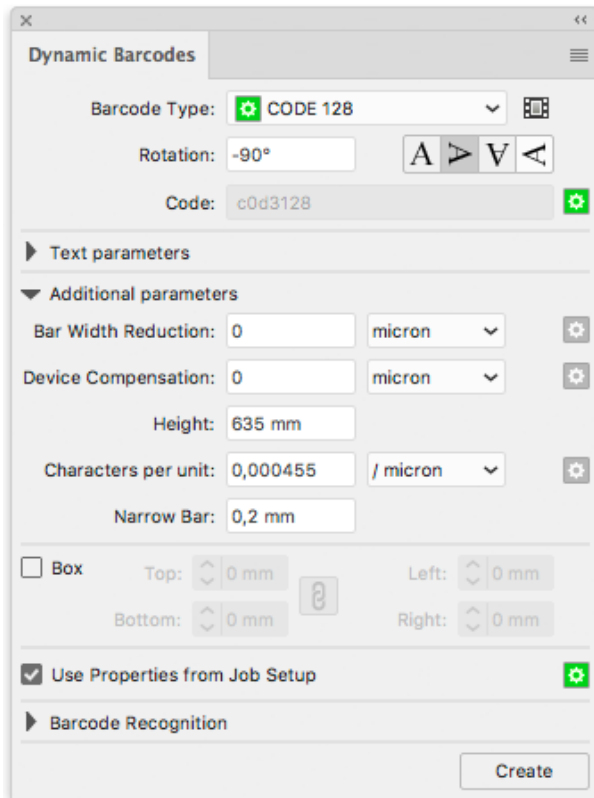 Dynamic Barcodes
Barcode Type: CODE 128
Rotation: -90° A A A A
Code: c0d3128
Text parameters
Additional parameters
Bar Width Reduction: 0 micron
Device Compensation: 0 micron
Height: 635 mm
Characters per unit: 0,000455 / micron
Narrow Bar: 0,2 mm
Box Top: 0 mm Left: 0 mm
Bottom: 0 mm Right: 0 mm
Use Properties from Job Setup
Barcode Recognition
Create